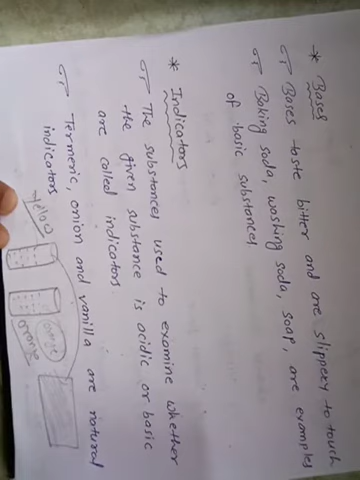 * Bases
Bases taste bitter and are slippery to touch
Baking soda, washing soda, soap, are examples
of basic substances
* Indicators
The substances used to examine whether
the given substance is acidic or basic
are called indicators.
Termeric, onion and vanilla are natural
indicators
yellow
orange